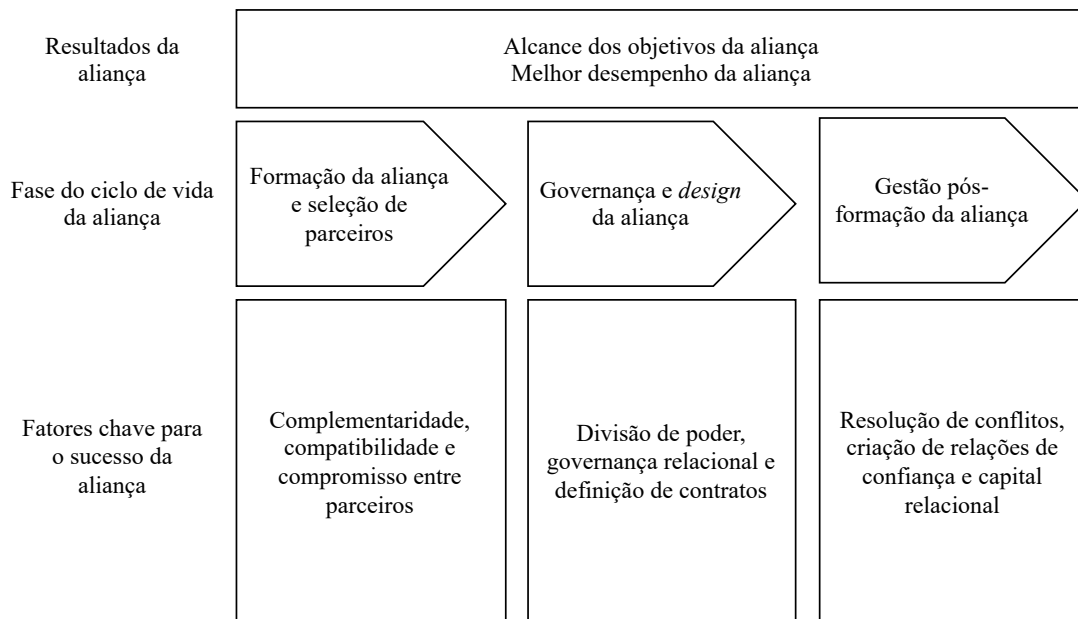 Resultados da
aliança
Alcance dos objetivos da aliança
Melhor desempenho da aliança
Fase do ciclo de vida
da aliança
Formação da aliança
e seleção de
parceiros
Governança e design
da aliança
Gestão pós-
formação da aliança
Fatores chave para
o sucesso da
aliança
Complementaridade,
compatibilidade e
compromisso entre
parceiros
Divisão de poder,
governança relacional e
definição de contratos
Resolução de conflitos,
criação de relações de
confiança e capital
relacional